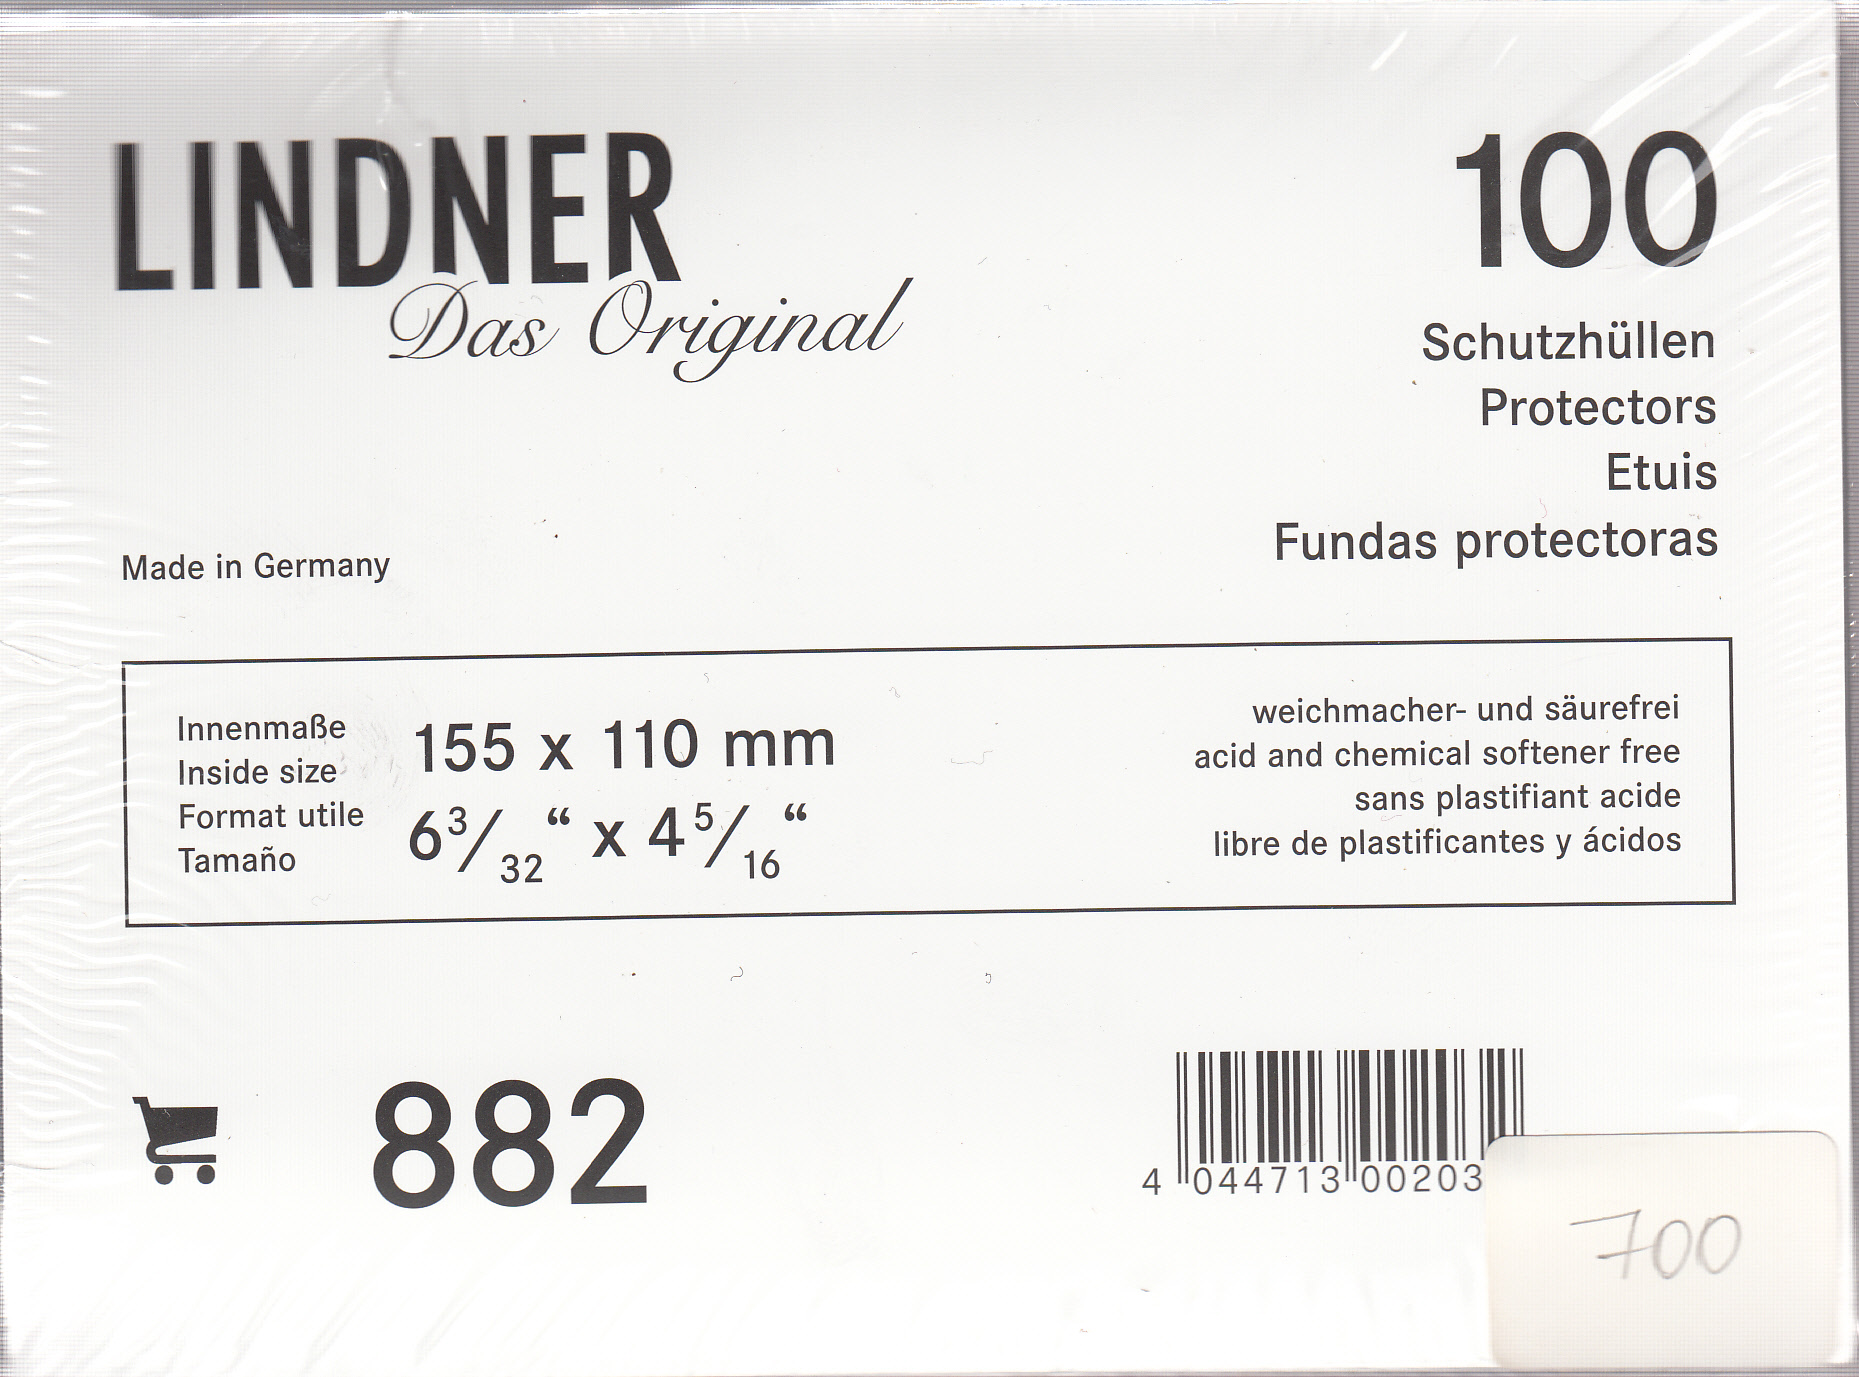 LINDNER
Das Original
100
Schutzhüllen
Protectors
Etuis
Fundas protectoras
Made in Germany
Innenmaße
Inside size
Format utile
Tamaño
155 x 110 mm
6 3/32 “ x 4 5/16 “
weichmacher- und säurefrei
acid and chemical softener free
sans plastifiant acide
libre de plastificantes y ácidos
882
4 044713 00203
700